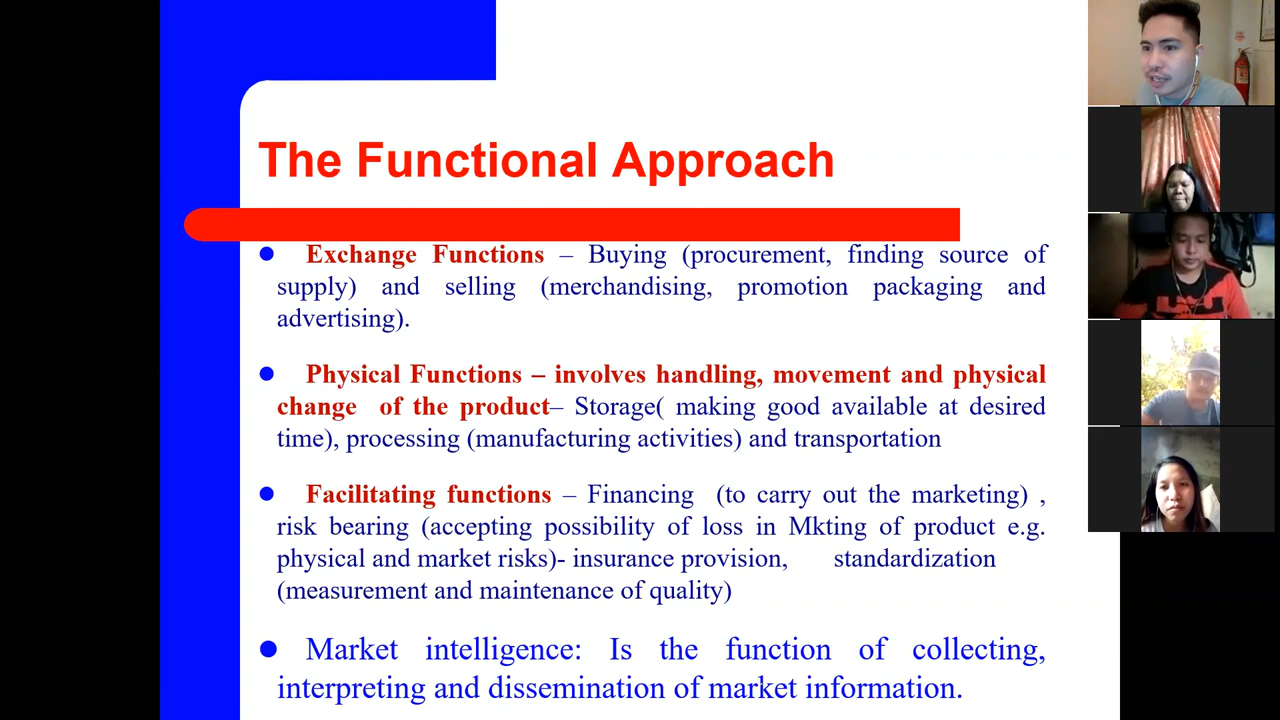 The Functional Approach
Exchange Functions – Buying (procurement, finding source of
supply) and selling (merchandising, promotion packaging and
advertising).
Physical Functions – involves handling, movement and physical
change of the product– Storage( making good available at desired
time), processing (manufacturing activities) and transportation
Facilitating functions – Financing (to carry out the marketing) ,
risk bearing (accepting possibility of loss in Mkting of product e.g.
physical and market risks)- insurance provision, standardization
(measurement and maintenance of quality)
Market intelligence: Is the function of collecting,
interpreting and dissemination of market information.